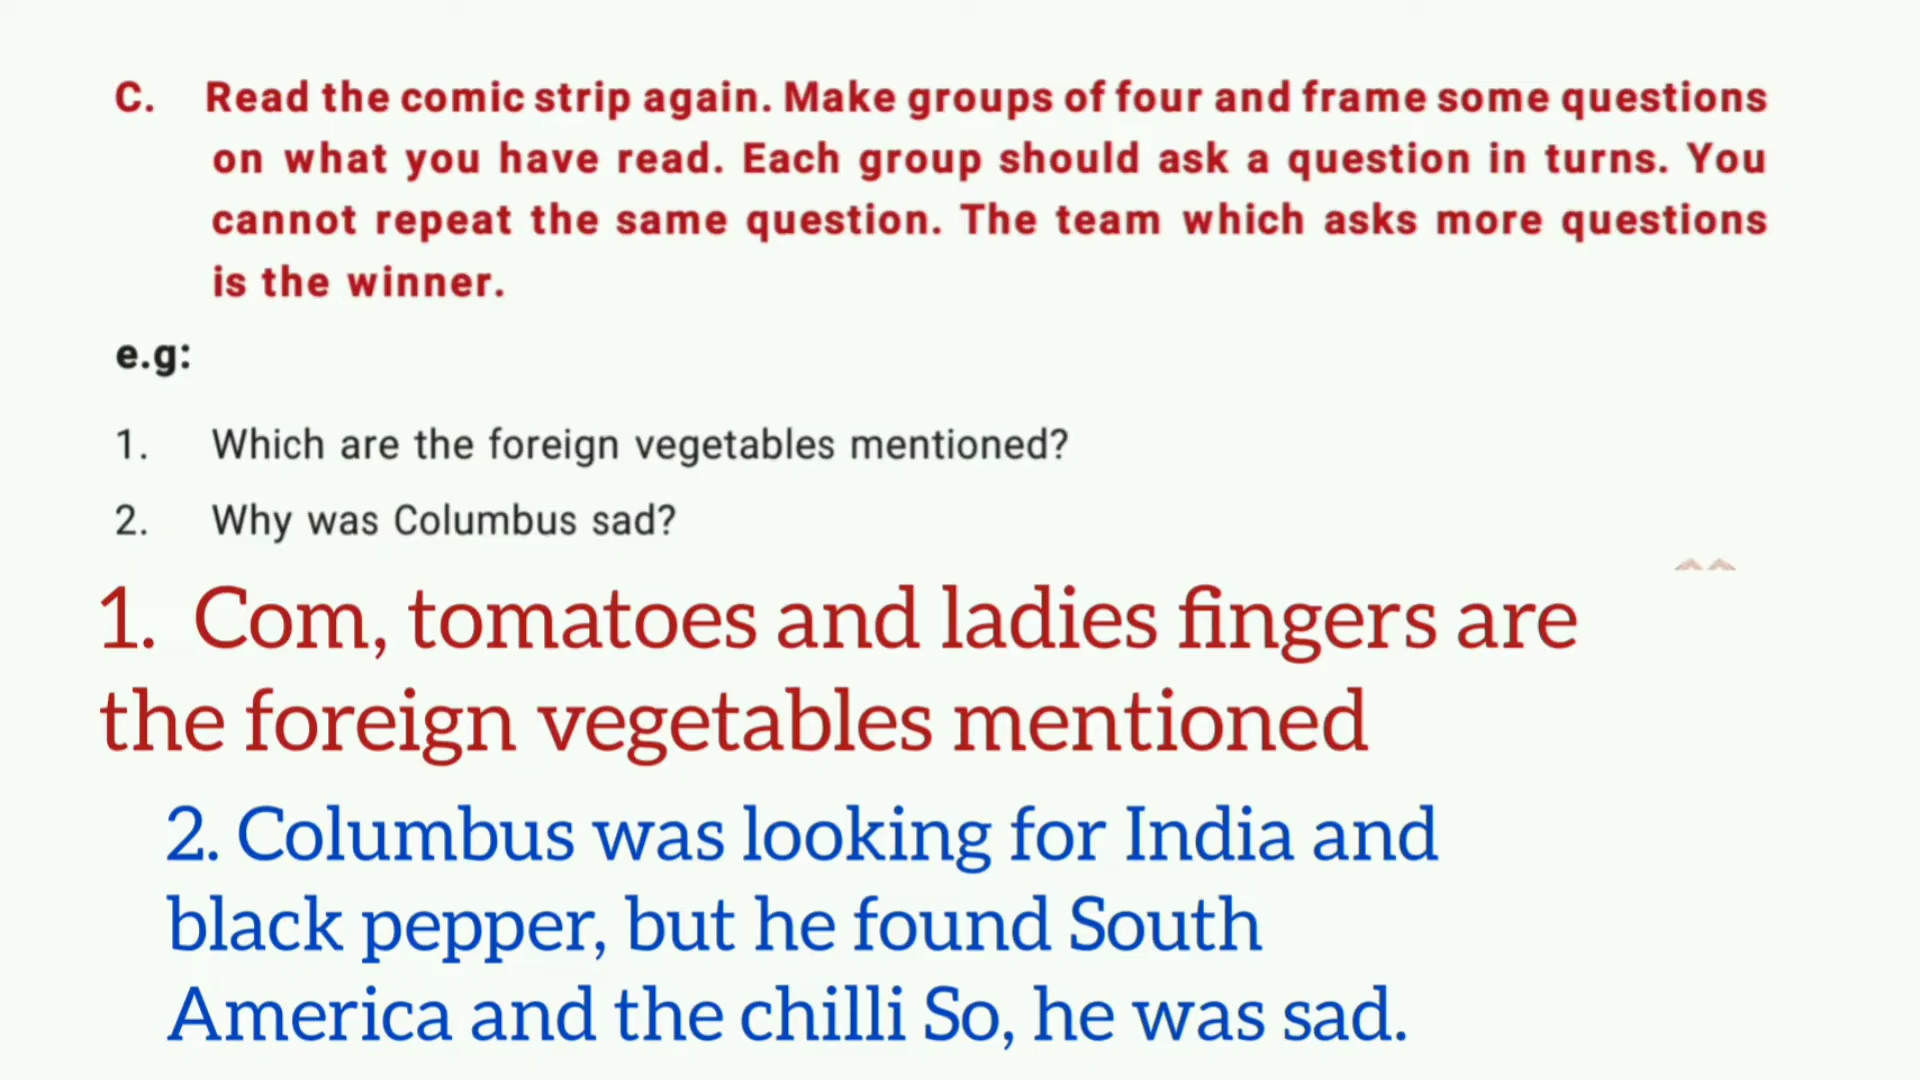 C. Read the comic strip again. Make groups of four and frame some questions
on what you have read. Each group should ask a question in turns. You
cannot repeat the same question. The team which asks more questions
is the winner.
e.g:
1. Which are the foreign vegetables mentioned?
2. Why was Columbus sad?
1. Com, tomatoes and ladies fingers are
the foreign vegetables mentioned
2. Columbus was looking for India and
black pepper, but he found South
America and the chilli So, he was sad.